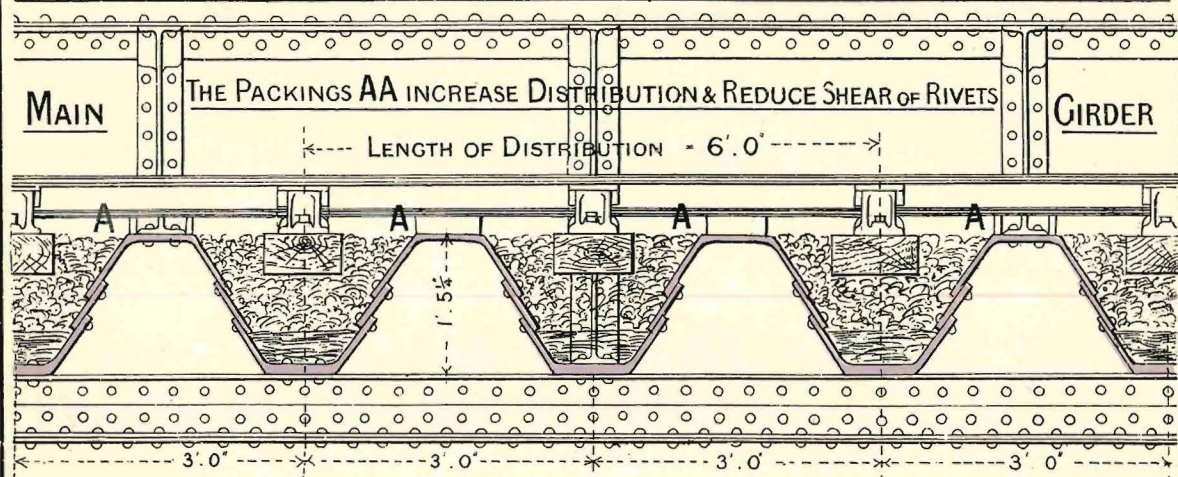 MAIN
THE PACKINGS AA INCREASE DISTRIBUTION & REDUCE SHEAR OF RIVETS
GIRDER
LENGTH OF DISTRIBUTION = 6'.0"
A A A A
1'.5¼"
3'.0" 3'.0" 3'.0" 3'.0"